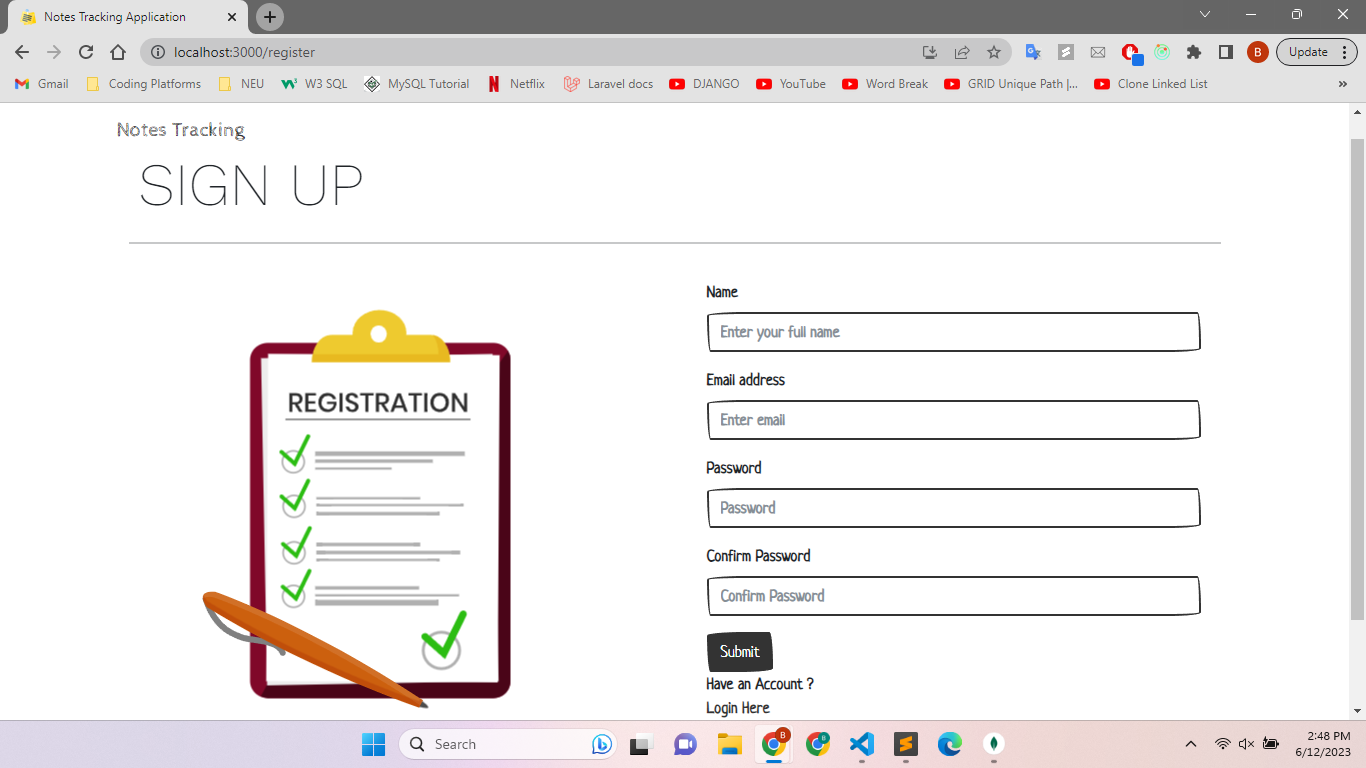 Notes Tracking Application
localhost:3000/register
Update
Gmail
Coding Platforms
NEU
W3 SQL
MySQL Tutorial
Netflix
Laravel docs
DJANGO
YouTube
Word Break
GRID Unique Path |...
Clone Linked List
»
Notes Tracking
SIGN UP
REGISTRATION
Name
Enter your full name
Email address
Enter email
Password
Password
Confirm Password
Confirm Password
Submit
Have an Account ?
Login Here
Search
2:48 PM
6/12/2023